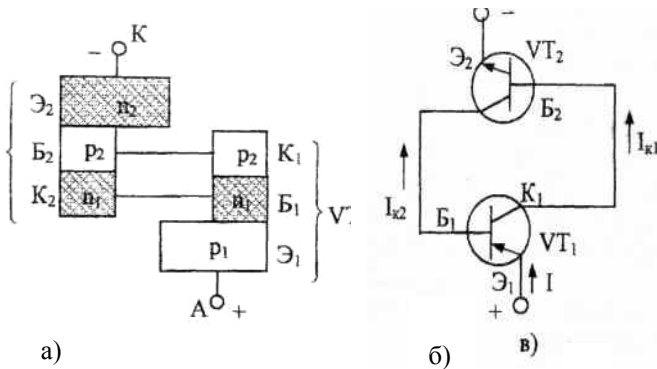 – К
Э₂ n₂
Б₂ p₂ p₂ К₁
К₂ n₁ n₁ Б₁ VT
p₁ Э₁
А +
а)
–
Э₂ VT₂
Б₂
Iк2 Iк1
Б₁ К₁
VT₁
Э₁ I
+
б) в)